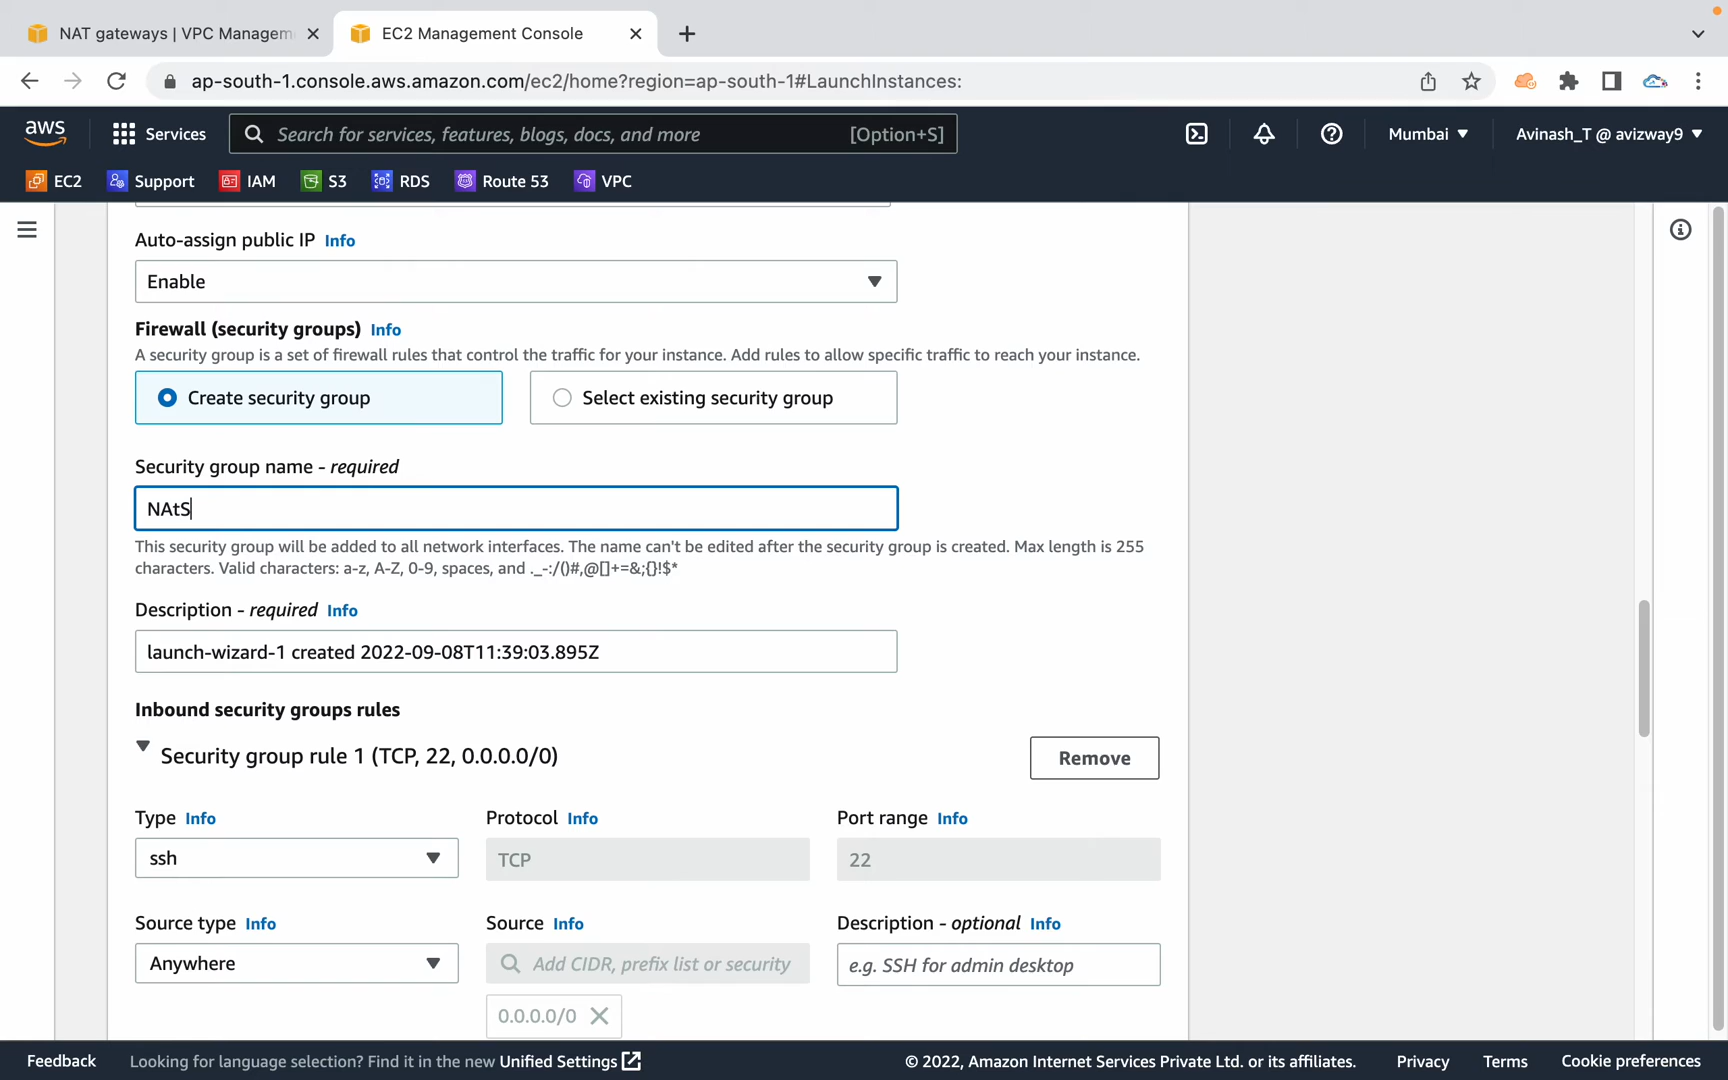 NAT gateways | VPC Managem
EC2 Management Console
ap-south-1.console.aws.amazon.com/ec2/home?region=ap-south-1#LaunchInstances:
aws
Services
Search for services, features, blogs, docs, and more
[Option+S]
Mumbai
Avinash_T @ avizway9
EC2
Support
IAM
S3
RDS
Route 53
VPC
Auto-assign public IP Info
Enable
Firewall (security groups) Info
A security group is a set of firewall rules that control the traffic for your instance. Add rules to allow specific traffic to reach your instance.
Create security group
Select existing security group
Security group name - required
NAtS
This security group will be added to all network interfaces. The name can't be edited after the security group is created. Max length is 255
characters. Valid characters: a-z, A-Z, 0-9, spaces, and ._-:/()#,@[]+=&;{}!$*
Description - required Info
launch-wizard-1 created 2022-09-08T11:39:03.895Z
Inbound security groups rules
Security group rule 1 (TCP, 22, 0.0.0.0/0)
Remove
Type Info
Protocol Info
Port range Info
ssh
TCP
22
Source type Info
Source Info
Description - optional Info
Anywhere
Add CIDR, prefix list or security
e.g. SSH for admin desktop
0.0.0.0/0
Feedback
Looking for language selection? Find it in the new Unified Settings
© 2022, Amazon Internet Services Private Ltd. or its affiliates.
Privacy
Terms
Cookie preferences